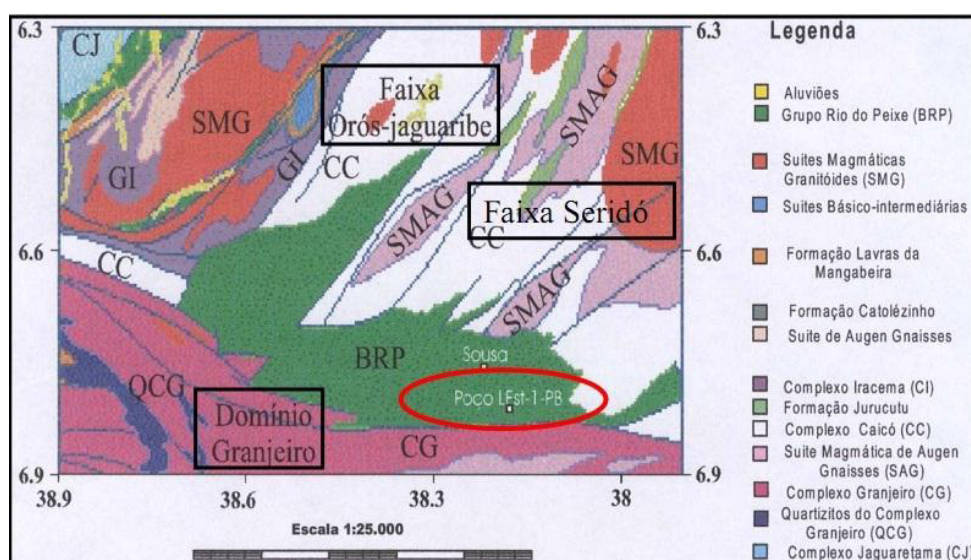 6.3
6.3
CJ
SMG
Faixa
Orós-jaguaribe
SMAG
GI
GI
CC
SMG
SMAG
Faixa Seridó
CC
6.6
6.6
CC
SMAG
BRP
Sousa
Poço LFst-1-PB
QCG
Domínio
Granjeiro
CG
6.9
6.9
38.9
38.6
38.3
38
Escala 1:25.000
Legenda
Aluviões
Grupo Rio do Peixe (BRP)
Suites Magmáticas
Granitóides (SMG)
Suites Básico-intermediárias
Formação Lavras da
Mangabeira
Formação Catolézinho
Suite de Augen Gnaisses
Complexo Iracema (CI)
Formação Jurucutu
Complexo Caicó (CC)
Suite Magmática de Augen
Gnaisses (SAG)
Complexo Granjeiro (CG)
Quartizitos do Complexo
Granjeiro (QCG)
Complexo Jaguaretama (CJ